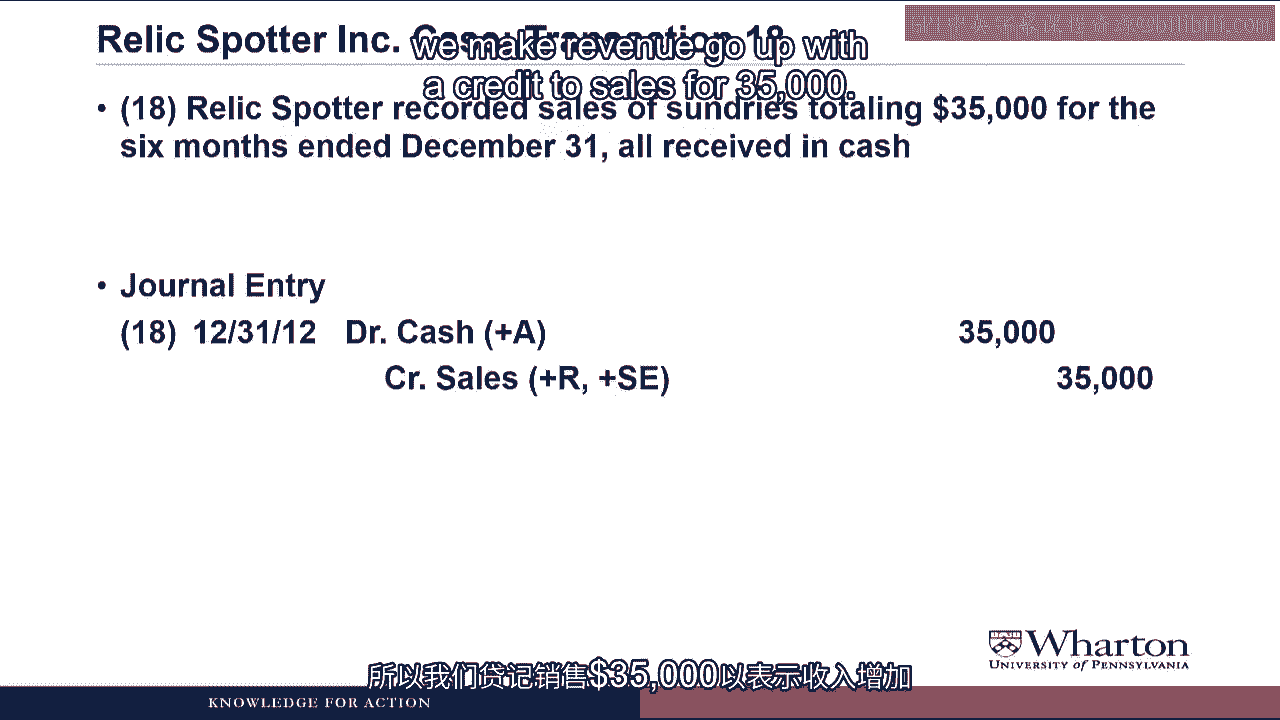 Relic Spotter Inc. Case: Transaction 18
we make revenue go up with
a credit to sales for 35,000.
• (18) Relic Spotter recorded sales of sundries totaling $35,000 for the
six months ended December 31, all received in cash
• Journal Entry
(18) 12/31/12 Dr. Cash (+A) 35,000
Cr. Sales (+R, +SE) 35,000
Wharton
UNIVERSITY of PENNSYLVANIA
所以我们贷记销售$35,000以表示收入增加
KNOWLEDGE FOR ACTION